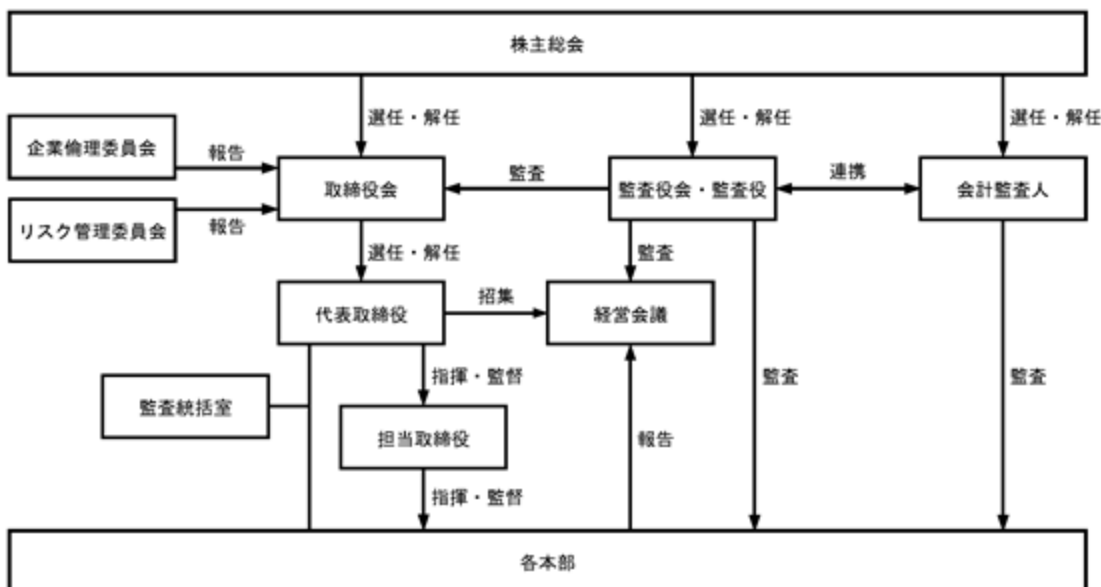 株主総会
選任・解任
選任・解任
選任・解任
企業倫理委員会
報告
取締役会
監査
監査役会・監査役
連携
会計監査人
リスク管理委員会
報告
選任・解任
監査
代表取締役
招集
経営会議
指揮・監督
監査
監査
監査統括室
担当取締役
報告
指揮・監督
各本部